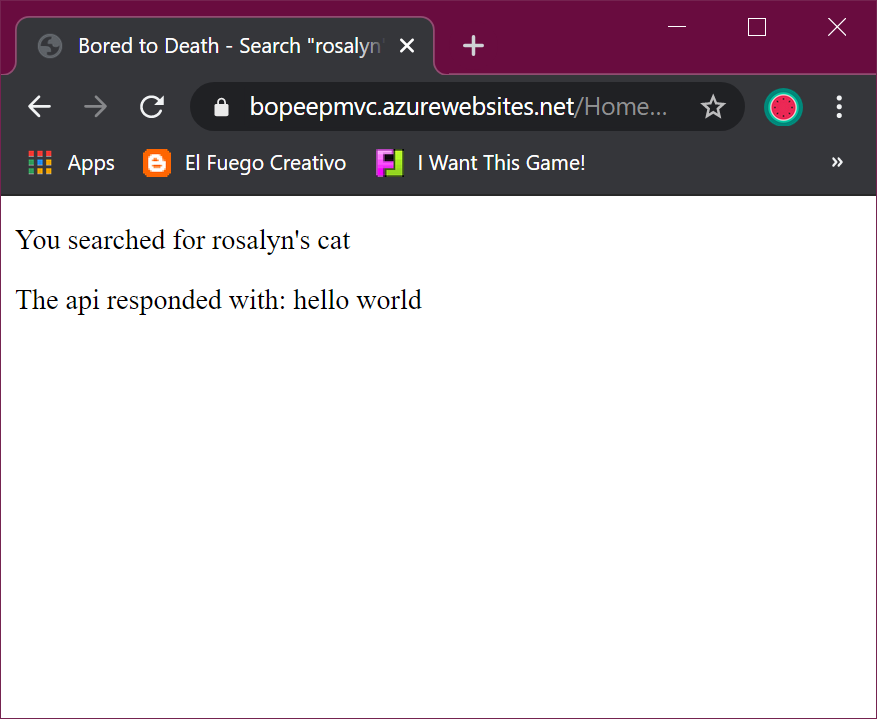 Bored to Death - Search "rosalyn'
bopeepmvc.azurewebsites.net/Home...
Apps El Fuego Creativo I Want This Game! »
You searched for rosalyn's cat
The api responded with: hello world